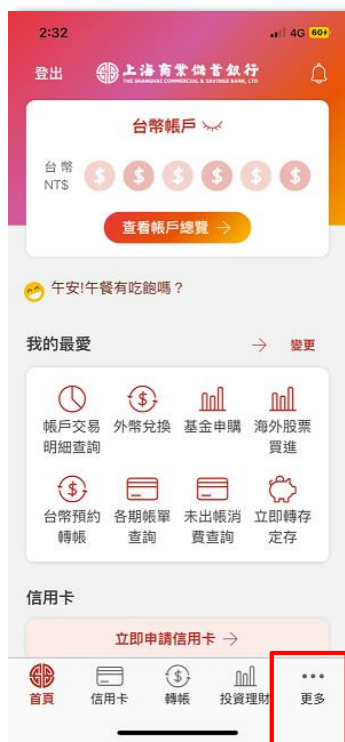 2:32
4G 60+
登出
上海商業儲蓄銀行
THE SHANGHAI COMMERCIAL & SAVINGS BANK, LTD
台幣帳戶
台幣
NT$
$ $ $ $ $ $
查看帳戶總覽 →
午安!午餐有吃飽嗎？
我的最愛
→ 變更
帳戶交易
明細查詢
外幣兌換
基金申購
海外股票
買進
台幣預約
轉帳
各期帳單
查詢
未出帳消
費查詢
立即轉存
定存
信用卡
立即申請信用卡 →
首頁
信用卡
轉帳
投資理財
更多